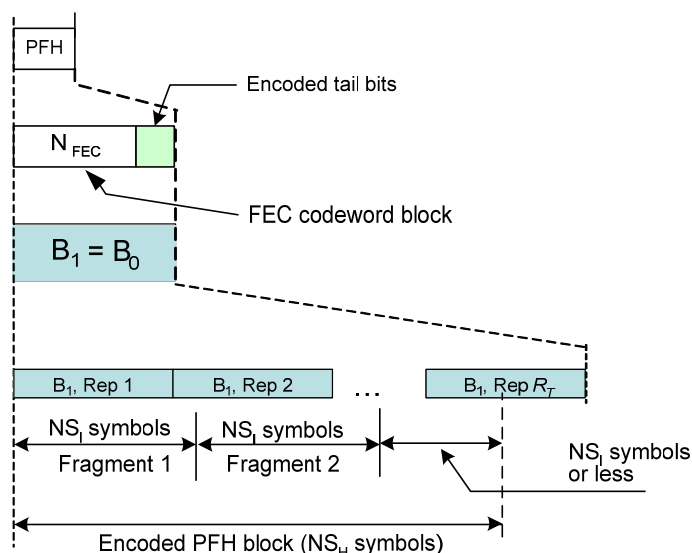 PFH
Encoded tail bits
N FEC
FEC codeword block
B1 = B0
B1, Rep 1
B1, Rep 2
...
B1, Rep RT
NSI symbols
Fragment 1
NSI symbols
Fragment 2
NSI symbols
or less
Encoded PFH block (NSH symbols)